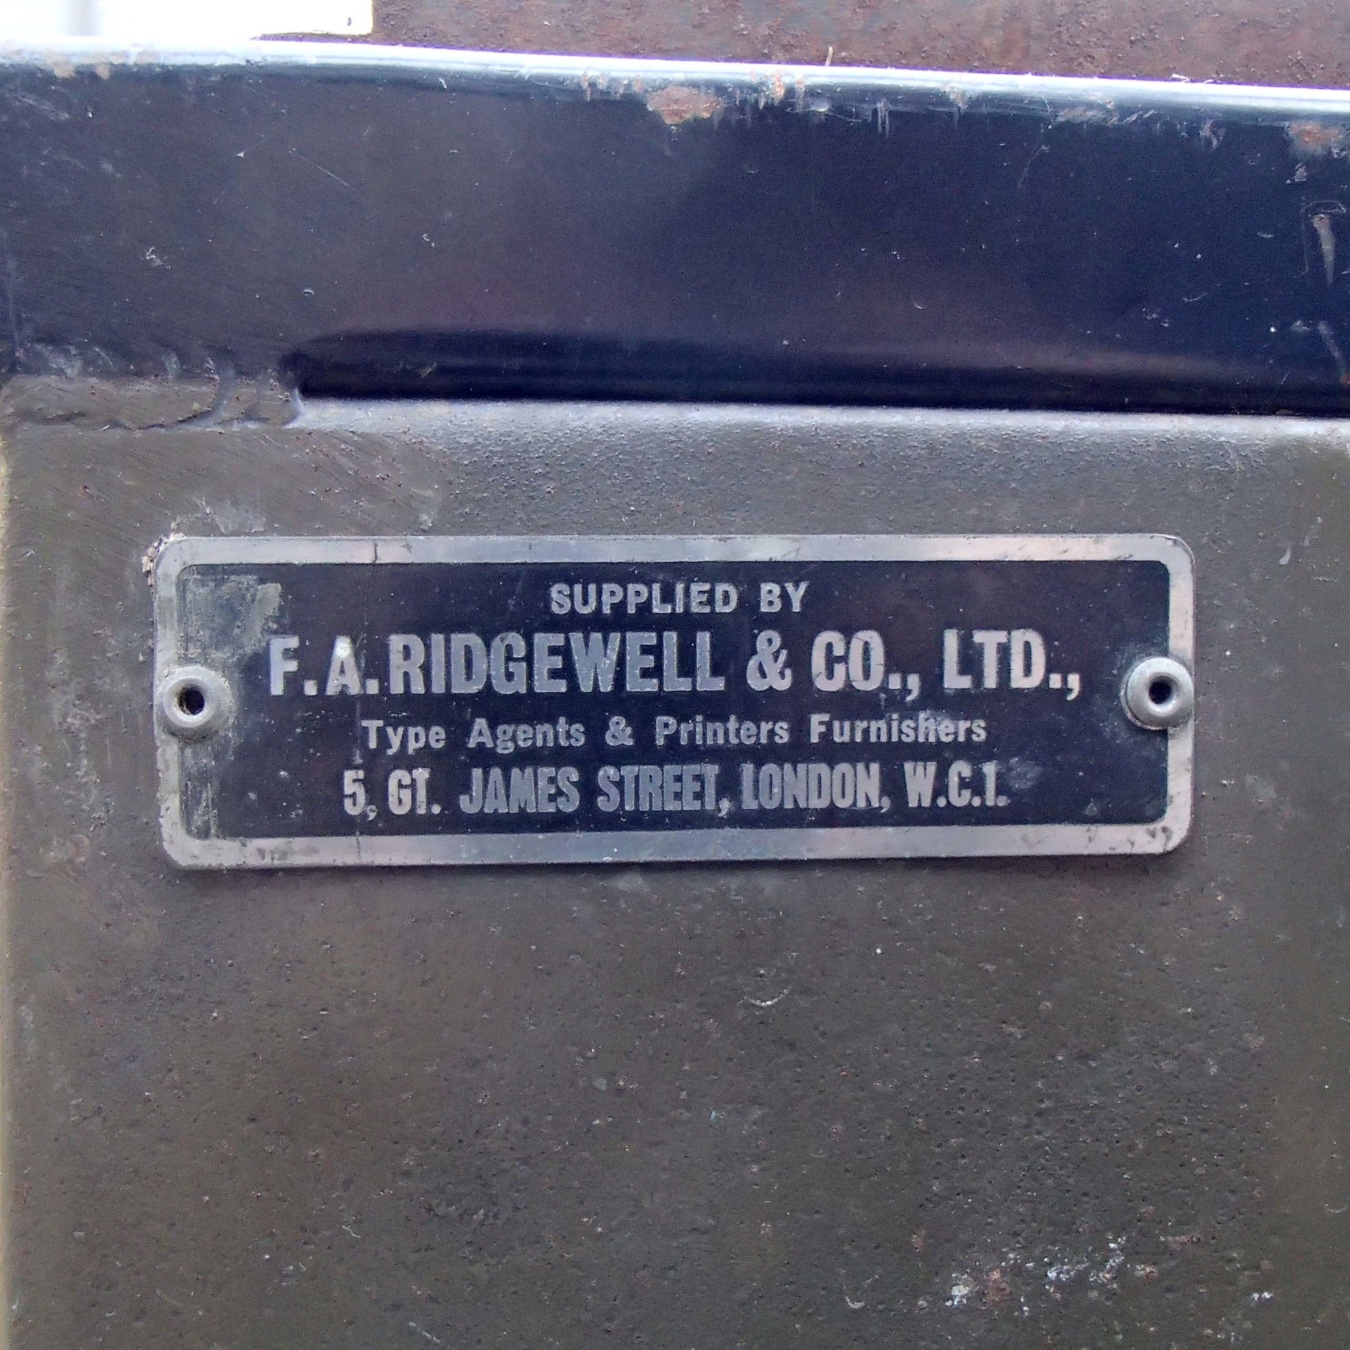 SUPPLIED BY
F.A. RIDGEWELL & CO., LTD.,
Type Agents & Printers Furnishers
5, GT. JAMES STREET, LONDON, W.C.1.